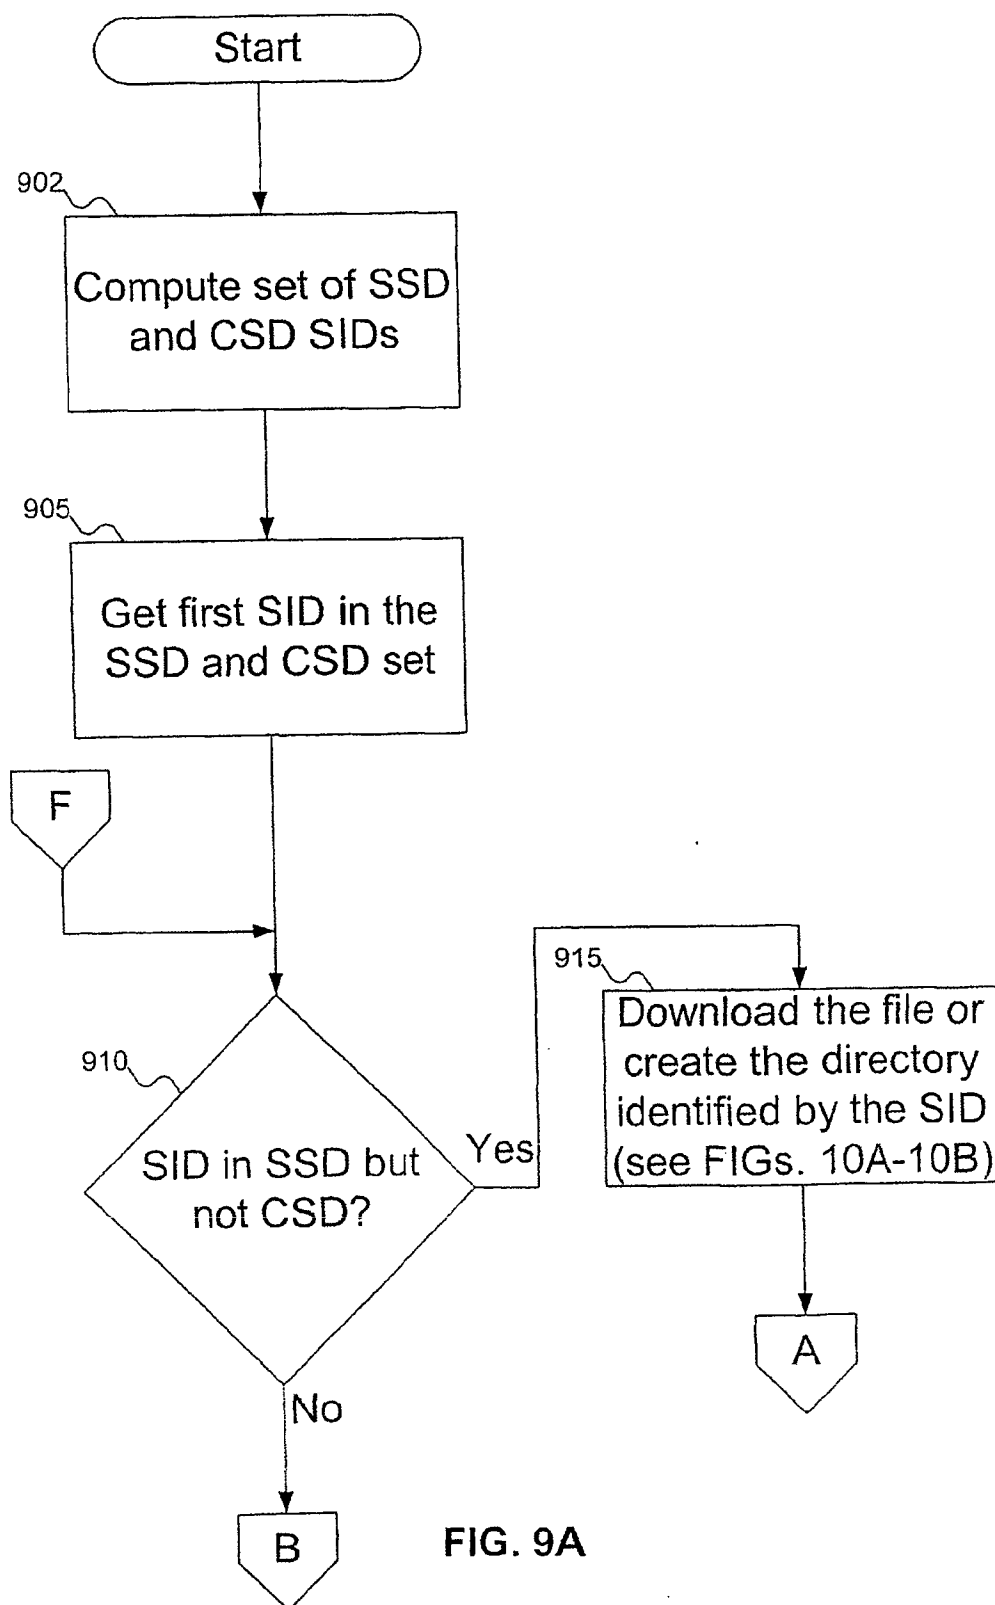 Start
902
Compute set of SSD
and CSD SIDs
905
Get first SID in the
SSD and CSD set
F
910
SID in SSD but
not CSD?
Yes
915
Download the file or
create the directory
identified by the SID
(see FIGs. 10A-10B)
A
No
B
FIG. 9A